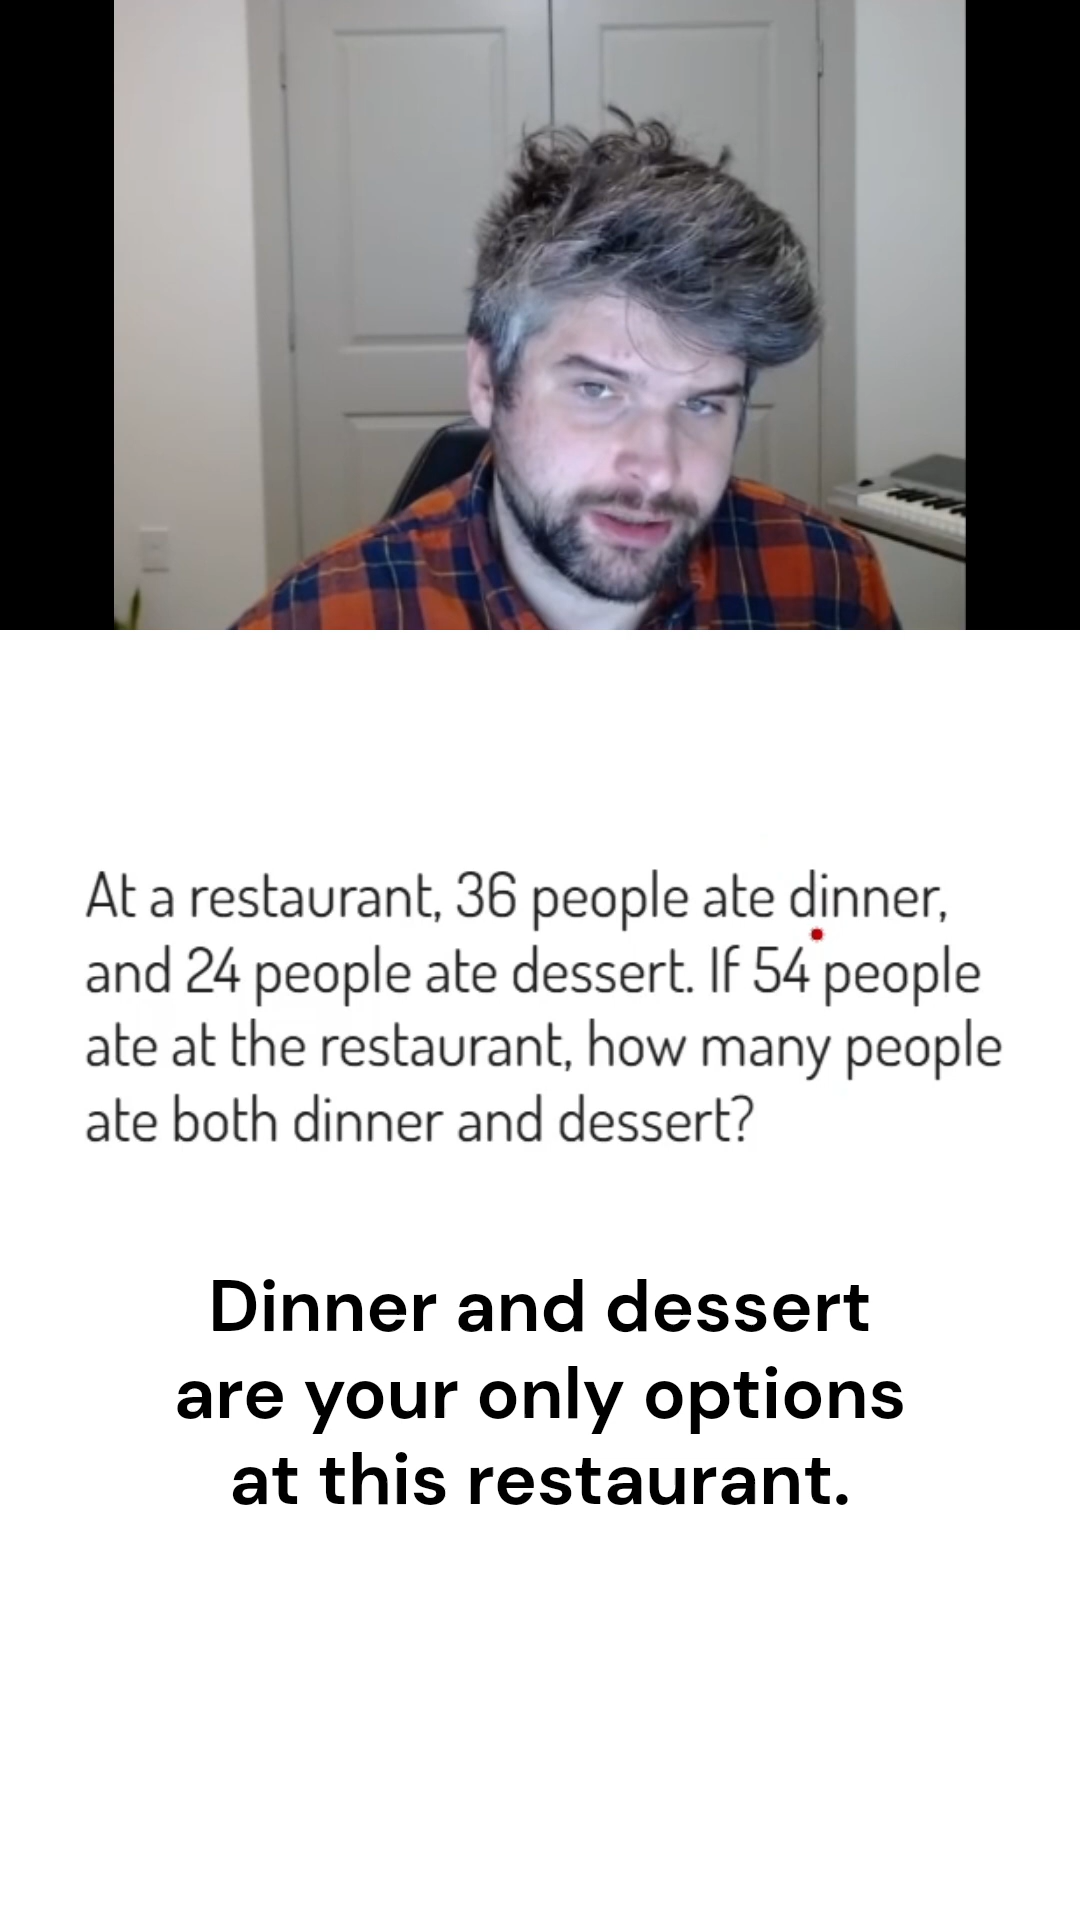 At a restaurant, 36 people ate dinner,
and 24 people ate dessert. If 54 people
ate at the restaurant, how many people
ate both dinner and dessert?
Dinner and dessert
are your only options
at this restaurant.